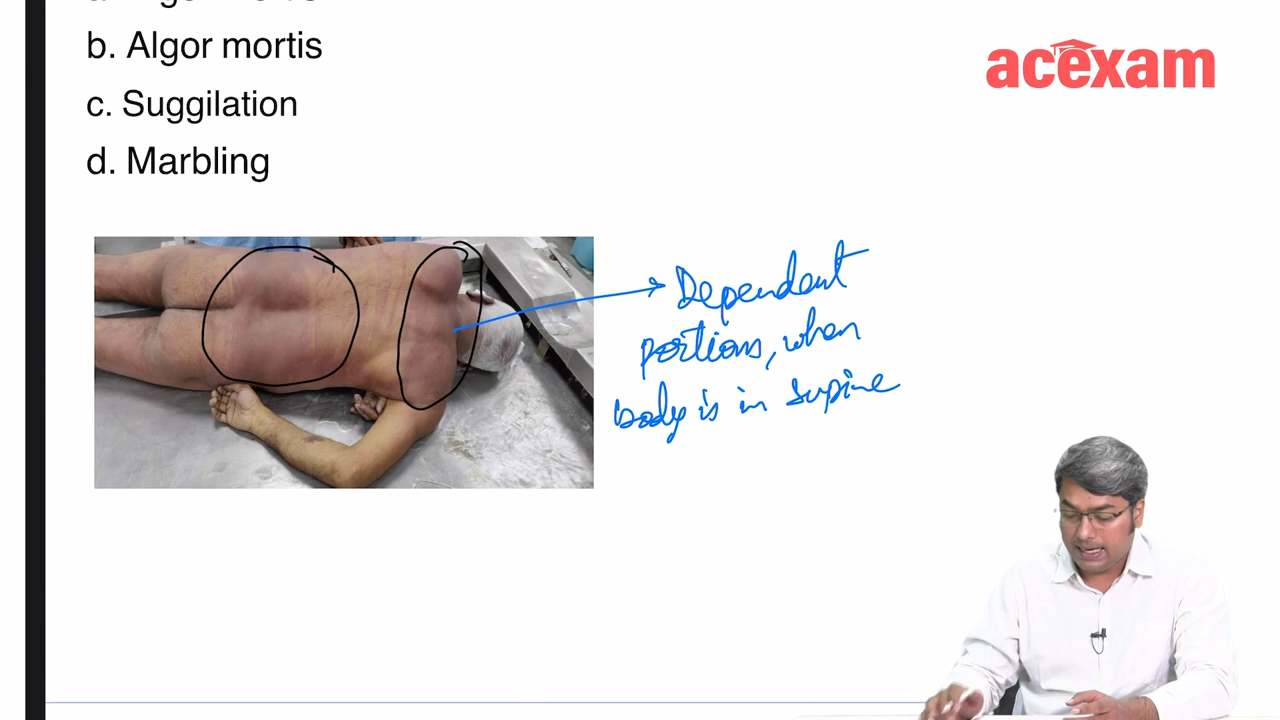 b. Algor mortis
acexam
c. Suggilation
d. Marbling
Dependent
portions, when
body is in supine